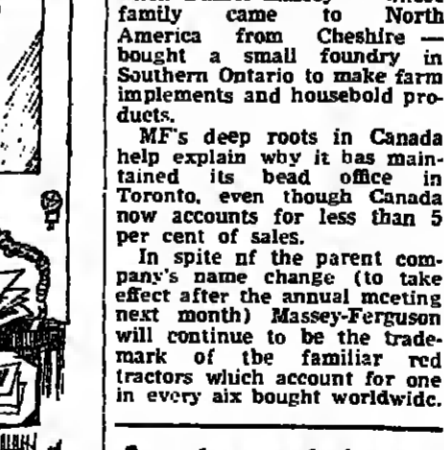 family came to North
America from Cheshire —
bought a small foundry in
Southern Ontario to make farm
implements and household pro-
ducts.
MF's deep roots in Canada
help explain why it bas main-
tained its bead office in
Toronto, even though Canada
now accounts for less than 5
per cent of sales.
In spite nf the parent com-
pany's name change (to take
effect after the annual meeting
next month) Massey-Ferguson
will continue to be the trade-
mark of tbe familiar red
tractors which account for one
in every aix bought worldwide.